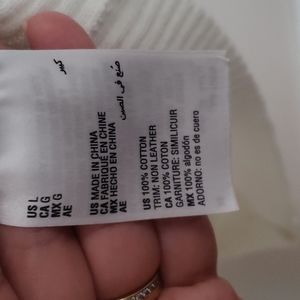 US L
CA G
MX G
AE كبير
US MADE IN CHINA
CA FABRIQUÉ EN CHINE
MX HECHO EN CHINA
AE صنع في الصين
US 100% COTTON
TRIM: NON LEATHER
CA 100% COTON
GARNITURE: SIMILICUIR
MX 100% algodón
ADORNO: no es de cuero